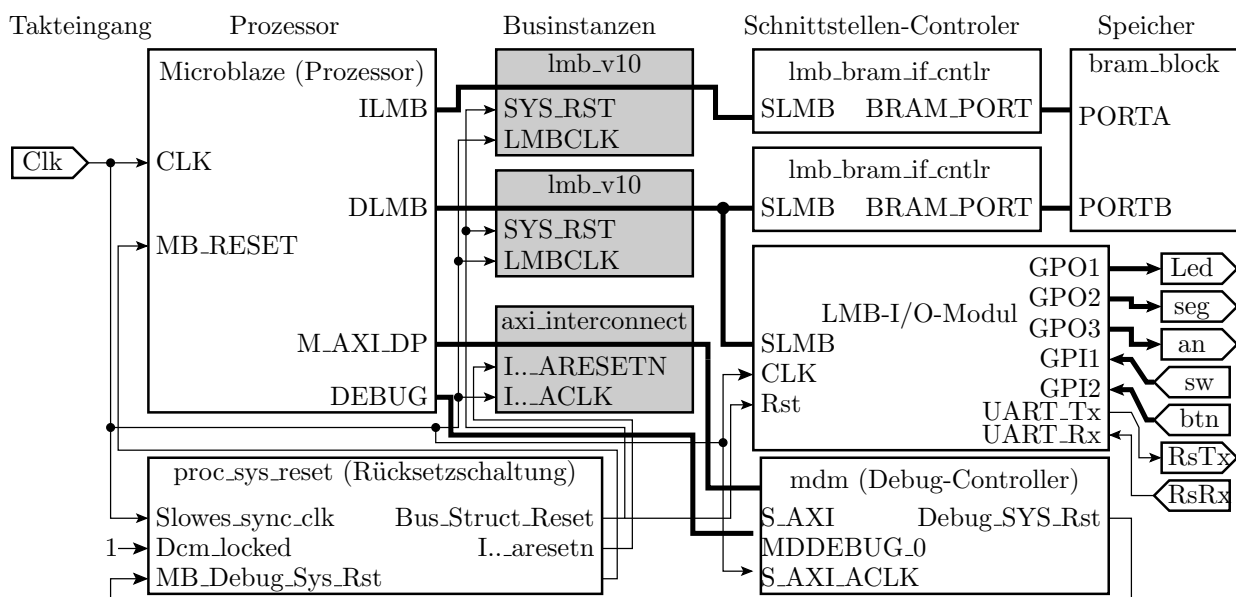 Takteingang
Prozessor
Businstanzen
Schnittstellen-Controler
Speicher
Microblaze (Prozessor)
ILMB
CLK
DLMB
MB_RESET
M_AXI_DP
DEBUG
Clk
lmb_v10
SYS_RST
LMBCLK
lmb_v10
SYS_RST
LMBCLK
axi_interconnect
I..._ARESETN
I..._ACLK
lmb_bram_if_cntlr
SLMB BRAM_PORT
lmb_bram_if_cntlr
SLMB BRAM_PORT
bram_block
PORTA
PORTB
LMB-I/O-Modul
SLMB
CLK
Rst
GPO1
GPO2
GPO3
GPI1
GPI2
UART_Tx
UART_Rx
Led
seg
an
sw
btn
RsTx
RsRx
proc_sys_reset (Rücksetzschaltung)
Slowes_sync_clk
Bus_Struct_Reset
1
Dcm_locked
I..._aresetn
MB_Debug_Sys_Rst
mdm (Debug-Controller)
S_AXI
Debug_SYS_Rst
MDDEBUG_0
S_AXI_ACLK